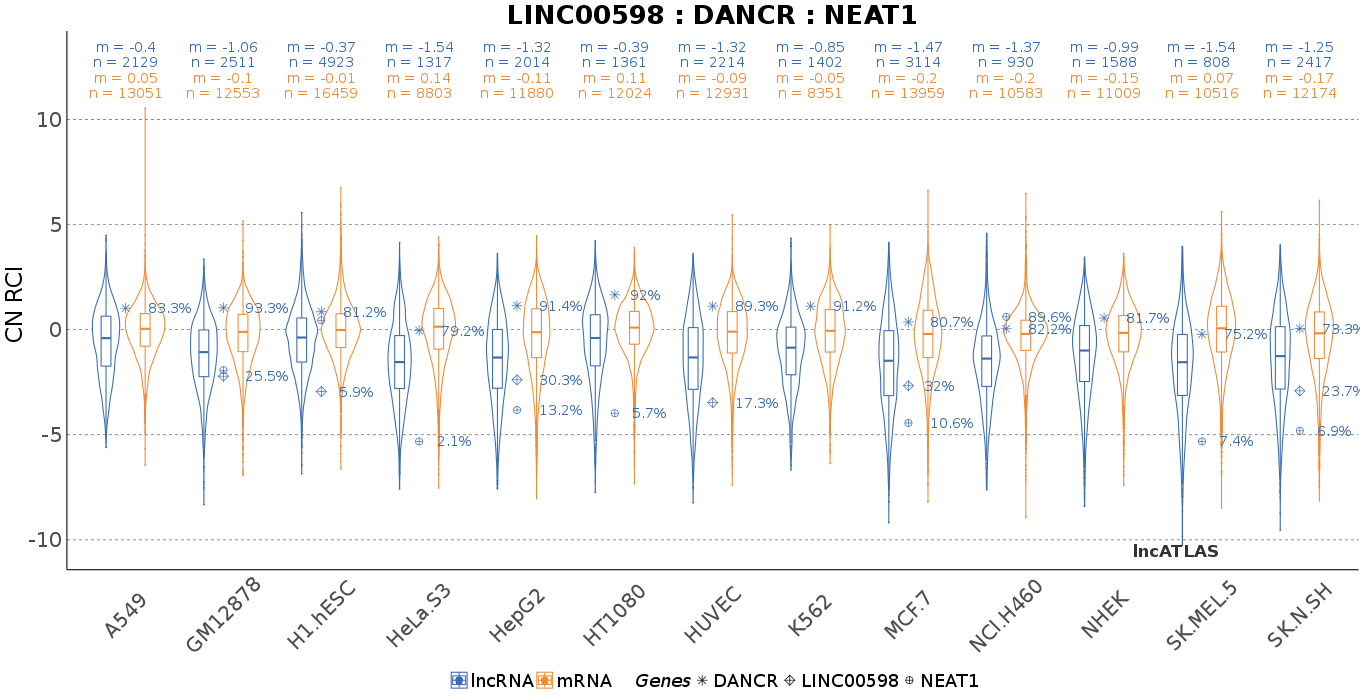 LINC00598 : DANCR : NEAT1
m = -0.4 m = -1.06 m = -0.37 m = -1.54 m = -1.32 m = -0.39 m = -1.32 m = -0.85 m = -1.47 m = -1.37 m = -0.99 m = -1.54 m = -1.25
n = 2129 n = 2511 n = 4923 n = 1317 n = 2014 n = 1361 n = 2214 n = 1402 n = 3114 n = 930 n = 1588 n = 808 n = 2417
m = 0.05 m = -0.1 m = -0.01 m = 0.14 m = -0.11 m = 0.11 m = -0.09 m = -0.05 m = -0.2 m = -0.2 m = -0.15 m = 0.07 m = -0.17
n = 13051 n = 12553 n = 16459 n = 8803 n = 11880 n = 12024 n = 12931 n = 8351 n = 13959 n = 10583 n = 11009 n = 10516 n = 12174
10
5
92%
83.3% 93.3% 81.2% 91.4% 89.3% 91.2%
89.6% 81.7%
80.7%
0
79.2% 82.2% 75.2% 73.3%
25.5% 30.3% 32%
5.9% 17.3% 23.7%
13.2% 5.7% 10.6%
-5
2.1% 7.4% 6.9%
-10
CN RCI
lncATLAS
A549 GM12878 H1.hESC HeLa.S3 HepG2 HT1080 HUVEC K562 MCF.7 NCI.H460 NHEK SK.MEL.5 SK.N.SH
lncRNA mRNA Genes DANCR LINC00598 NEAT1